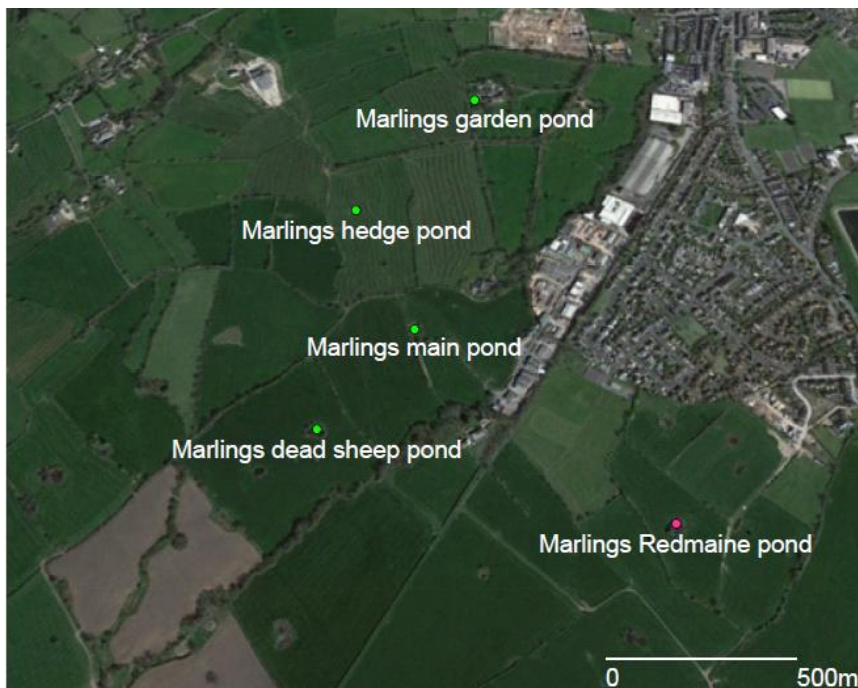 Marlings garden pond
Marlings hedge pond
Marlings main pond
Marlings dead sheep pond
Marlings Redmaine pond
0 500m